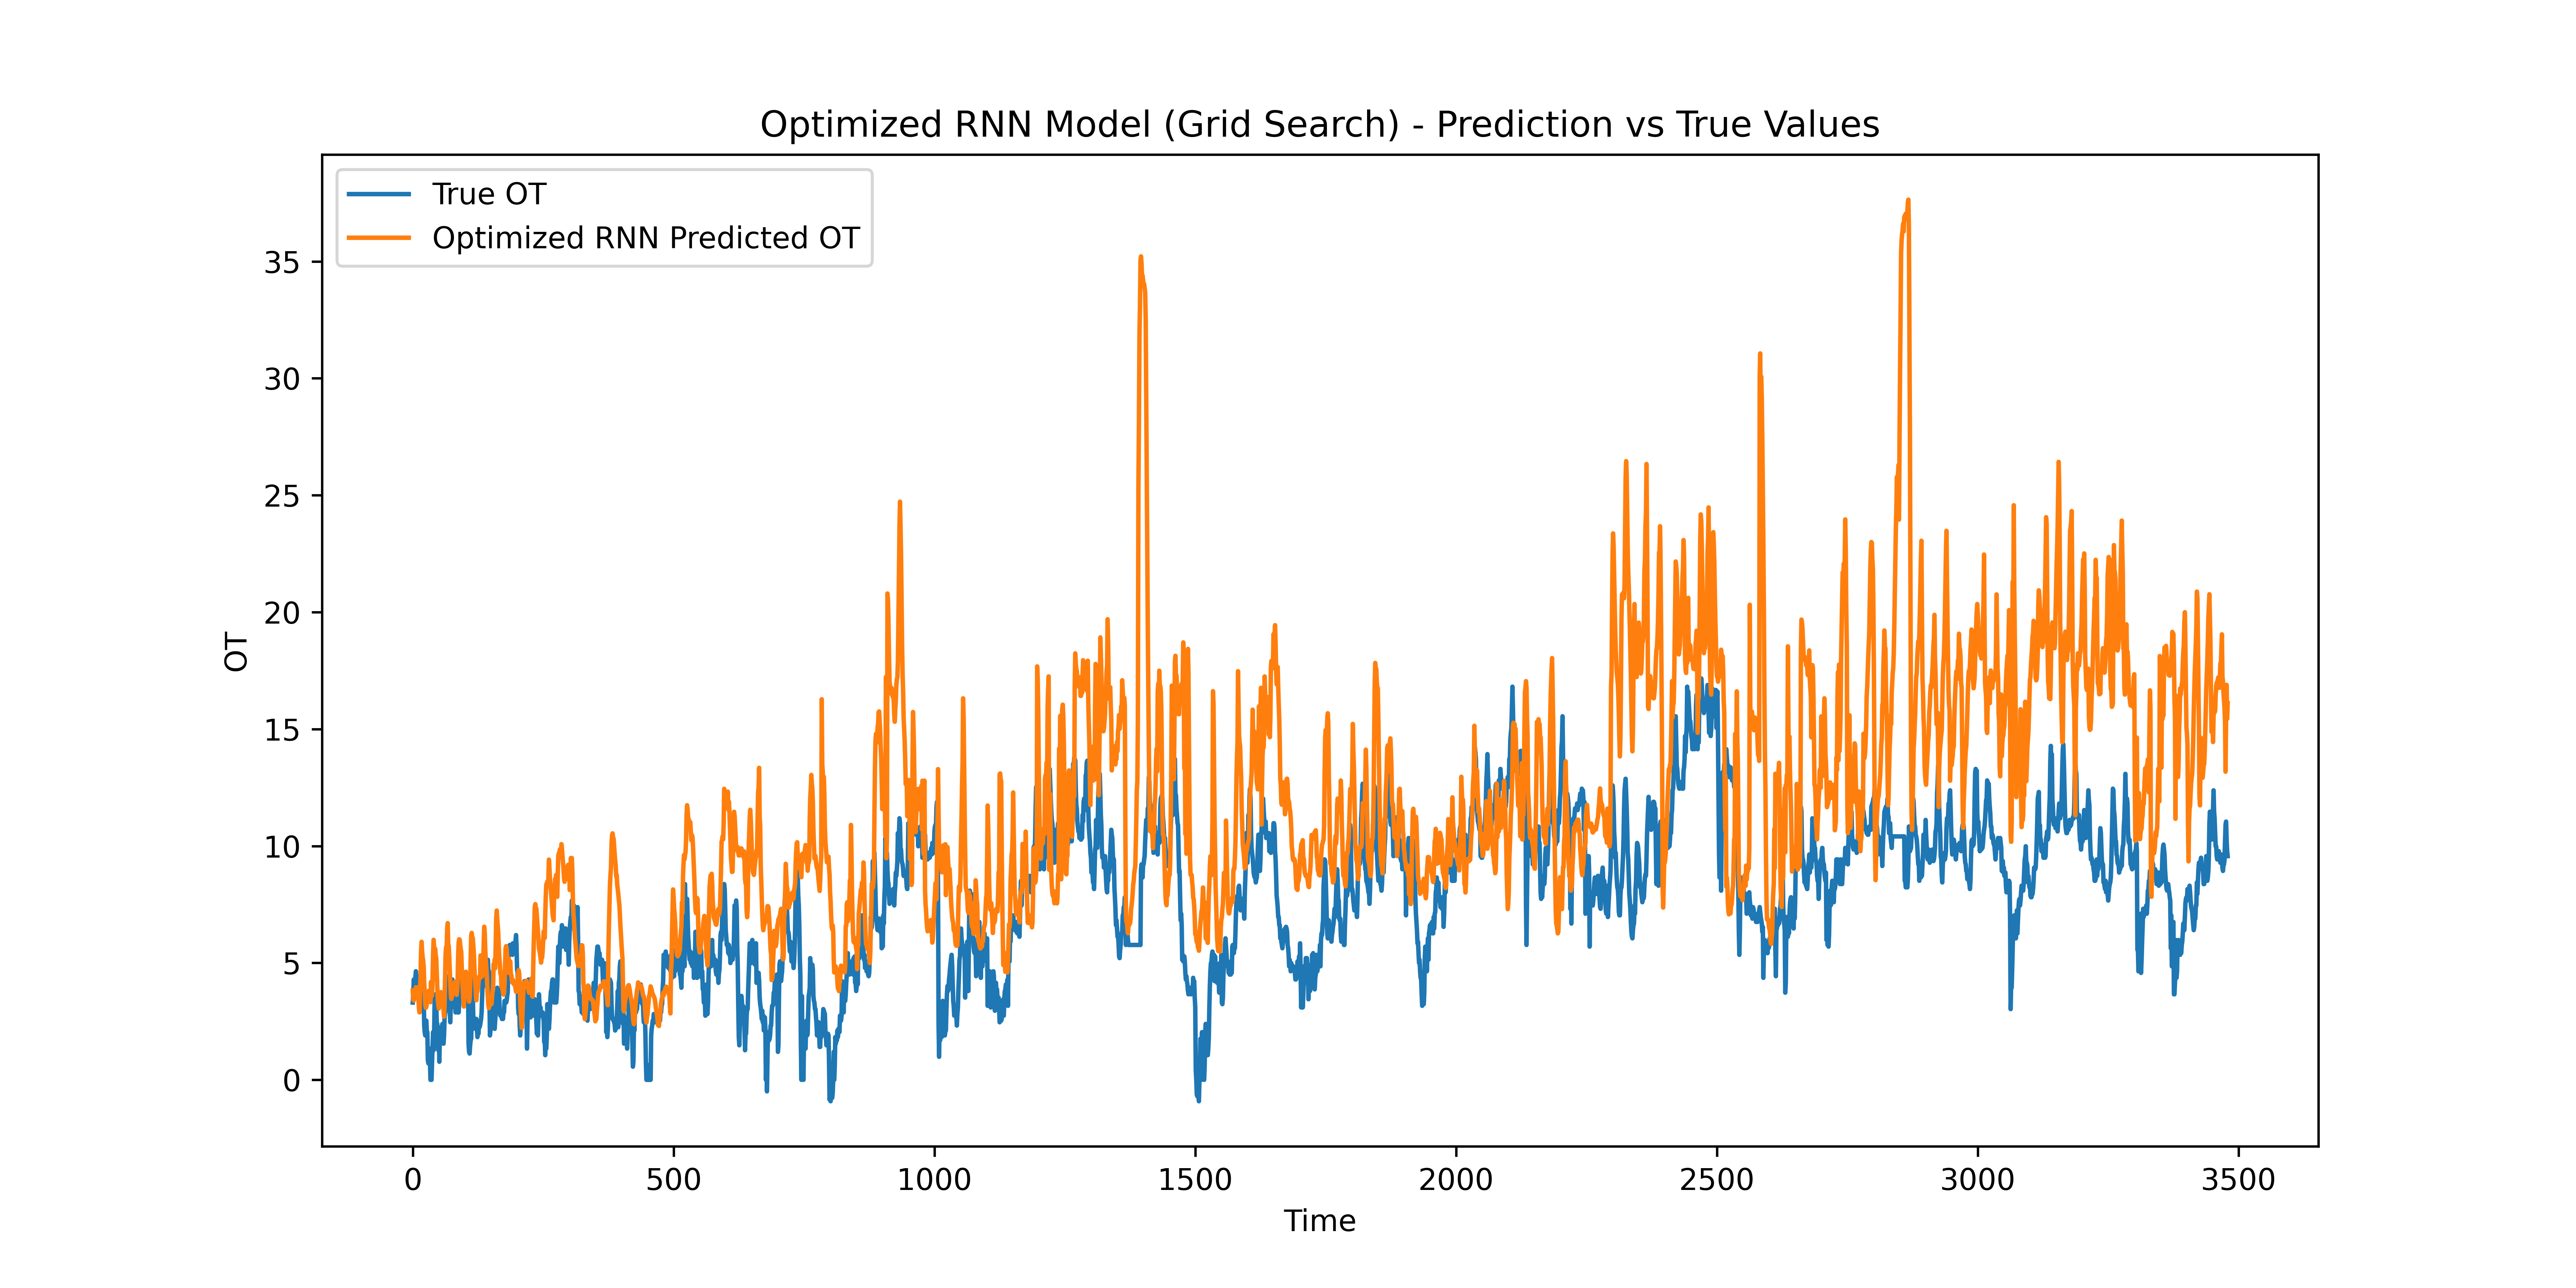 Optimized RNN Model (Grid Search) - Prediction vs True Values
True OT
Optimized RNN Predicted OT
35
30
25
20
15
10
5
0
OT
0 500 1000 1500 2000 2500 3000 3500
Time